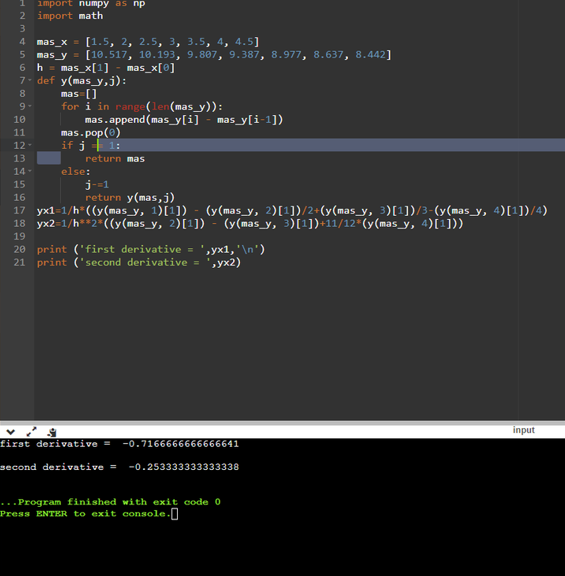 1 import numpy as np
2 import math
3
4 mas_x = [1.5, 2, 2.5, 3, 3.5, 4, 4.5]
5 mas_y = [10.517, 10.193, 9.807, 9.387, 8.977, 8.637, 8.442]
6 h = mas_x[1] - mas_x[0]
7 def y(mas_y,j):
8     mas=[]
9     for i in range(len(mas_y)):
10         mas.append(mas_y[i] - mas_y[i-1])
11     mas.pop(0)
12     if j == 1:
13         return mas
14     else:
15         j-=1
16         return y(mas,j)
17 yx1=1/h*((y(mas_y, 1)[1]) - (y(mas_y, 2)[1])/2+(y(mas_y, 3)[1])/3-(y(mas_y, 4)[1])/4)
18 yx2=1/h**2*((y(mas_y, 2)[1]) - (y(mas_y, 3)[1])+11/12*(y(mas_y, 4)[1]))
19
20 print ('first derivative = ',yx1,'\n')
21 print ('second derivative = ',yx2)
input
first derivative =  -0.7166666666666641
second derivative =  -0.253333333333338
...Program finished with exit code 0
Press ENTER to exit console.